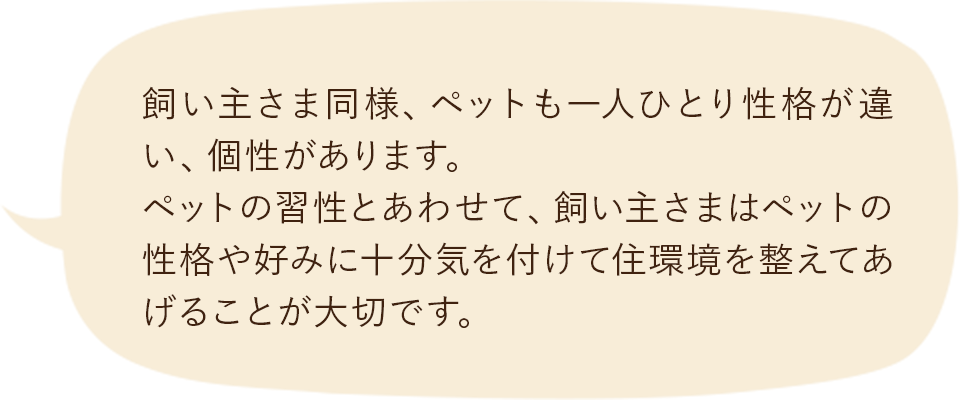 飼い主さま同様、ペットも一人ひとり性格が違
い、個性があります。
ペットの習性とあわせて、飼い主さまはペットの
性格や好みに十分気を付けて住環境を整えてあ
げることが大切です。